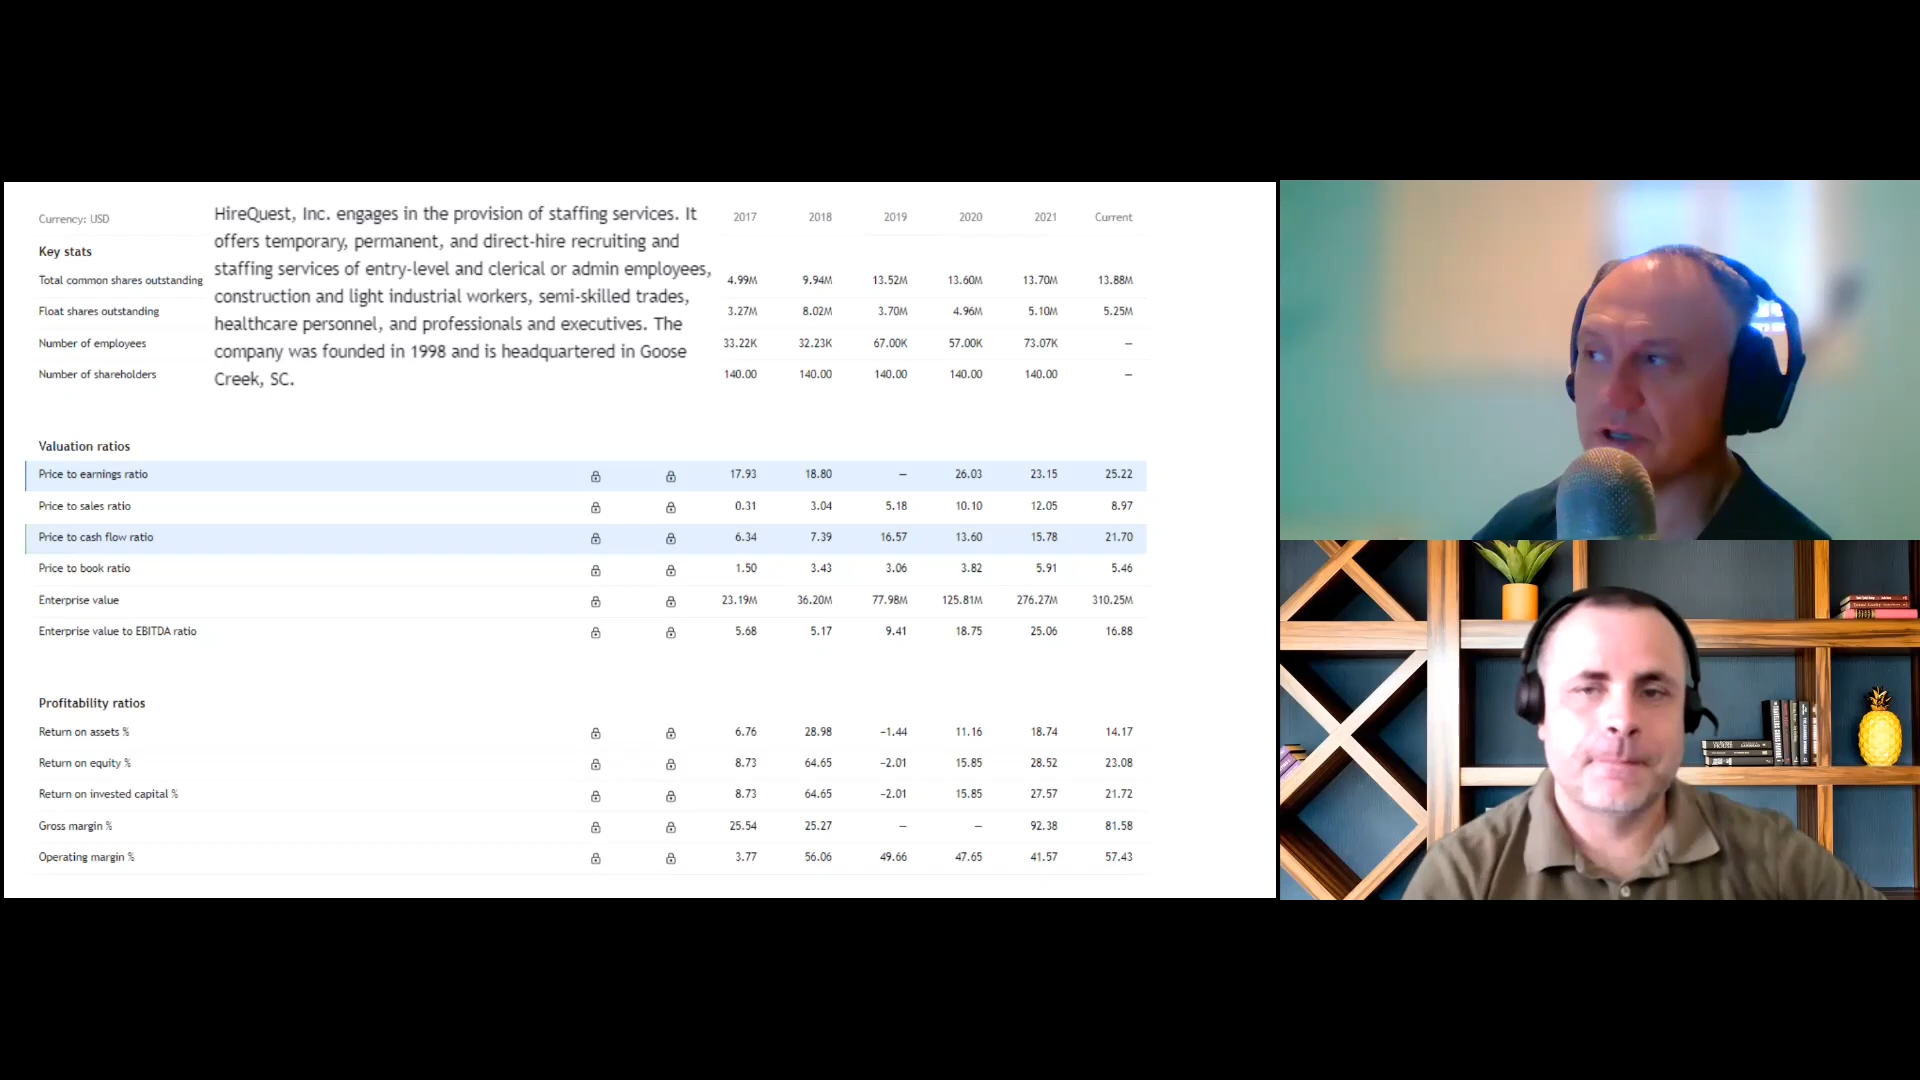 Currency: USD
HireQuest, Inc. engages in the provision of staffing services. It
offers temporary, permanent, and direct-hire recruiting and
staffing services of entry-level and clerical or admin employees,
construction and light industrial workers, semi-skilled trades,
healthcare personnel, and professionals and executives. The
company was founded in 1998 and is headquartered in Goose
Creek, SC.
2017 2018 2019 2020 2021 Current
Key stats
Total common shares outstanding 4.99M 9.94M 13.52M 13.60M 13.70M 13.88M
Float shares outstanding 3.27M 8.02M 3.70M 4.96M 5.10M 5.25M
Number of employees 33.22K 32.23K 67.00K 57.00K 73.07K —
Number of shareholders 140.00 140.00 140.00 140.00 140.00 —
Valuation ratios
Price to earnings ratio 17.93 18.80 — 26.03 23.15 25.22
Price to sales ratio 0.31 3.04 5.18 10.10 12.05 8.97
Price to cash flow ratio 6.34 7.39 16.57 13.60 15.78 21.70
Price to book ratio 1.50 3.43 3.06 3.82 5.91 5.46
Enterprise value 23.19M 36.20M 77.98M 125.81M 276.27M 310.25M
Enterprise value to EBITDA ratio 5.68 5.17 9.41 18.75 25.06 16.88
Profitability ratios
Return on assets % 6.76 28.98 −1.44 11.16 18.74 14.17
Return on equity % 8.73 64.65 −2.01 15.85 28.52 23.08
Return on invested capital % 8.73 64.65 −2.01 15.85 27.57 21.72
Gross margin % 25.54 25.27 — — 92.38 81.58
Operating margin % 3.77 56.06 49.66 47.65 41.57 57.43